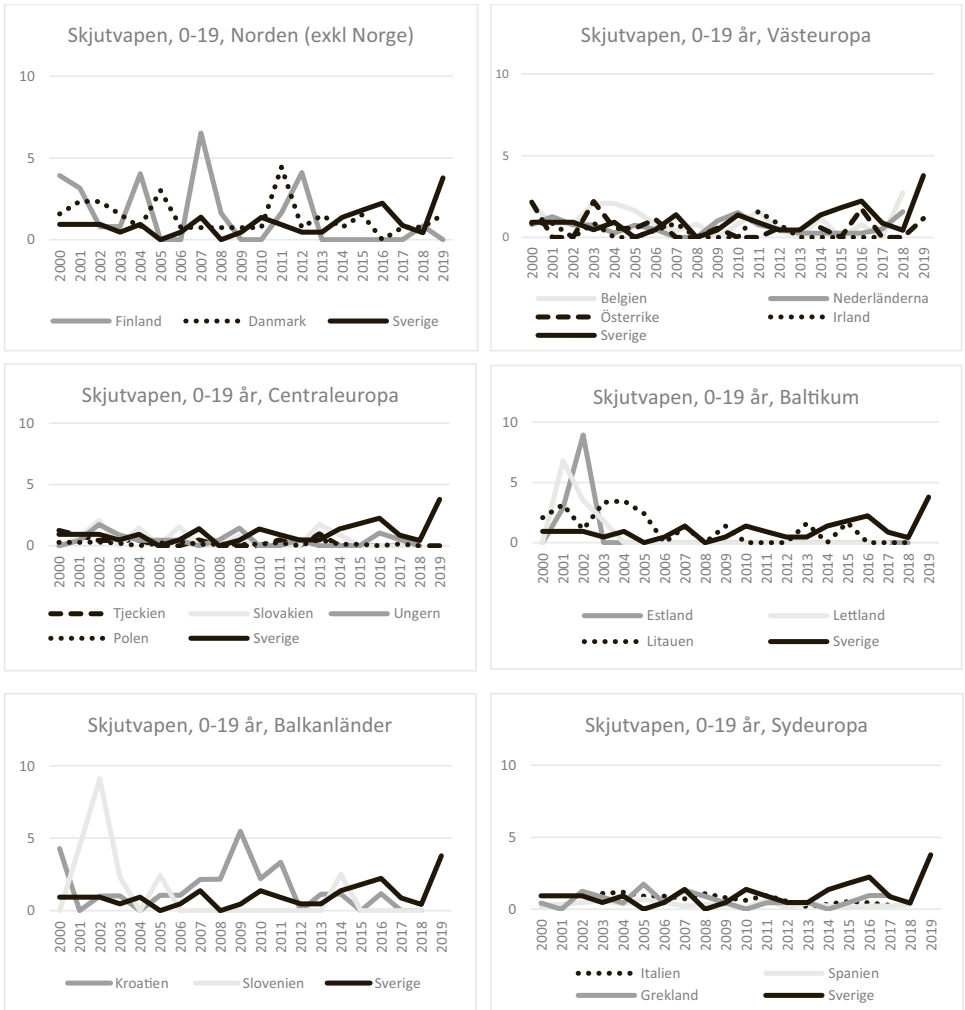 Skjutvapen, 0-19, Norden (exkl Norge)
10
5
0
2000 2001 2002 2003 2004 2005 2006 2007 2008 2009 2010 2011 2012 2013 2014 2015 2016 2017 2018 2019
Finland Danmark Sverige
Skjutvapen, 0-19 år, Västeuropa
10
5
0
2000 2001 2002 2003 2004 2005 2006 2007 2008 2009 2010 2011 2012 2013 2014 2015 2016 2017 2018 2019
Belgien Nederländerna
Österrike Irland
Sverige
Skjutvapen, 0-19 år, Centraleuropa
10
5
0
2000 2001 2002 2003 2004 2005 2006 2007 2008 2009 2010 2011 2012 2013 2014 2015 2016 2017 2018 2019
Tjeckien Slovakien Ungern
Polen Sverige
Skjutvapen, 0-19 år, Baltikum
10
5
0
2000 2001 2002 2003 2004 2005 2006 2007 2008 2009 2010 2011 2012 2013 2014 2015 2016 2017 2018 2019
Estland Lettland
Litauen Sverige
Skjutvapen, 0-19 år, Balkanländer
10
5
0
2000 2001 2002 2003 2004 2005 2006 2007 2008 2009 2010 2011 2012 2013 2014 2015 2016 2017 2018 2019
Kroatien Slovenien Sverige
Skjutvapen, 0-19 år, Sydeuropa
10
5
0
2000 2001 2002 2003 2004 2005 2006 2007 2008 2009 2010 2011 2012 2013 2014 2015 2016 2017 2018 2019
Italien Spanien
Grekland Sverige